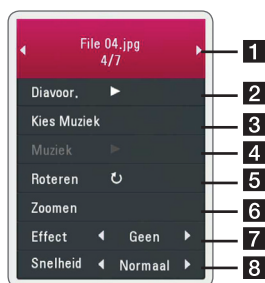 File 04.jpg
4/7
1
Diavoor. 2
Kies Muziek 3
Muziek 4
Roteren 5
Zoomen 6
Effect Geen 7
Snelheid Normaal 8